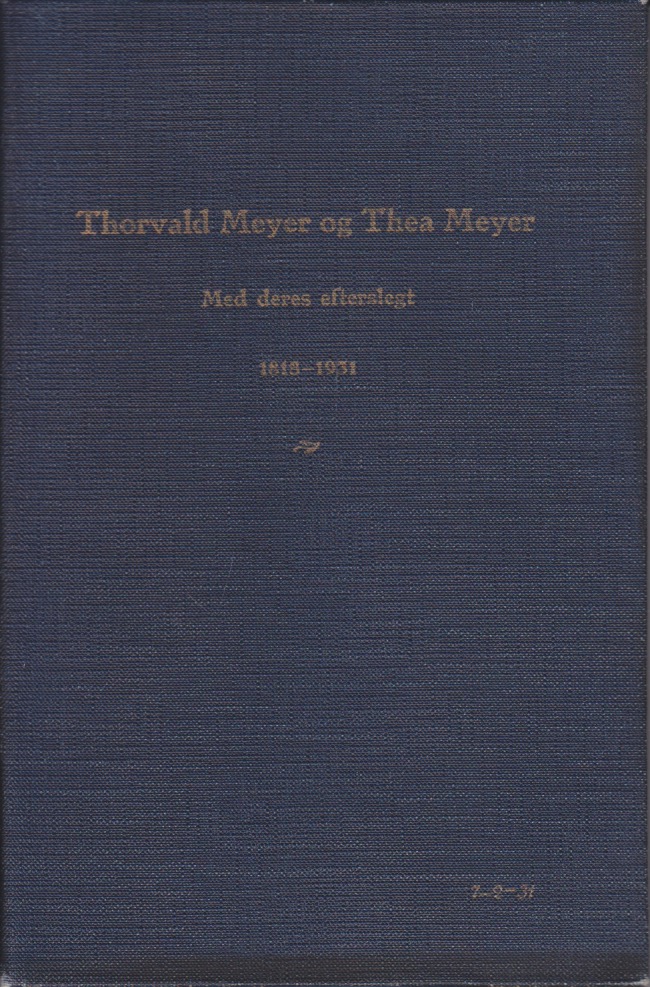 Thorvald Meyer og Thea Meyer
Med deres efterslegt
1818–1931
7–2–31